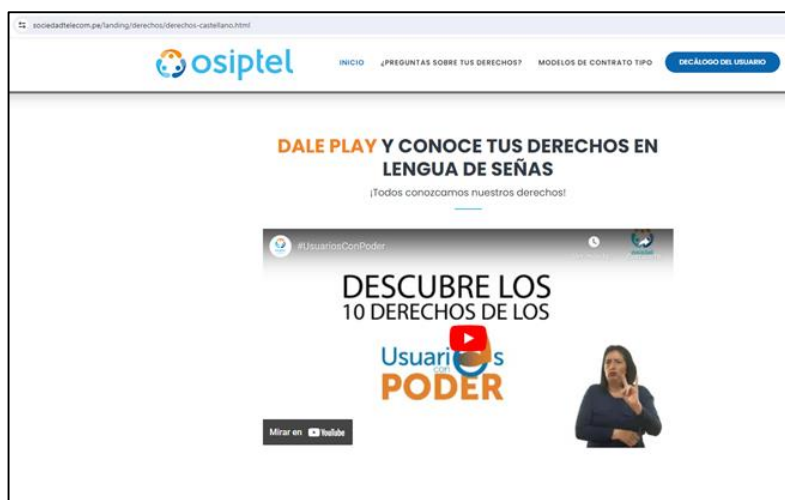 sociedadtelecom.pe/landing/derechos/derechos-castellano.html
osiptel
INICIO ¿PREGUNTAS SOBRE TUS DERECHOS? MODELOS DE CONTRATO TIPO DECÁLOGO DEL USUARIO
DALE PLAY Y CONOCE TUS DERECHOS EN
LENGUA DE SEÑAS
¡Todos conozcamos nuestros derechos!
#UsuariosConPoder
DESCUBRE LOS
10 DERECHOS DE LOS
Usuarios
con
PODER
Mirar en YouTube